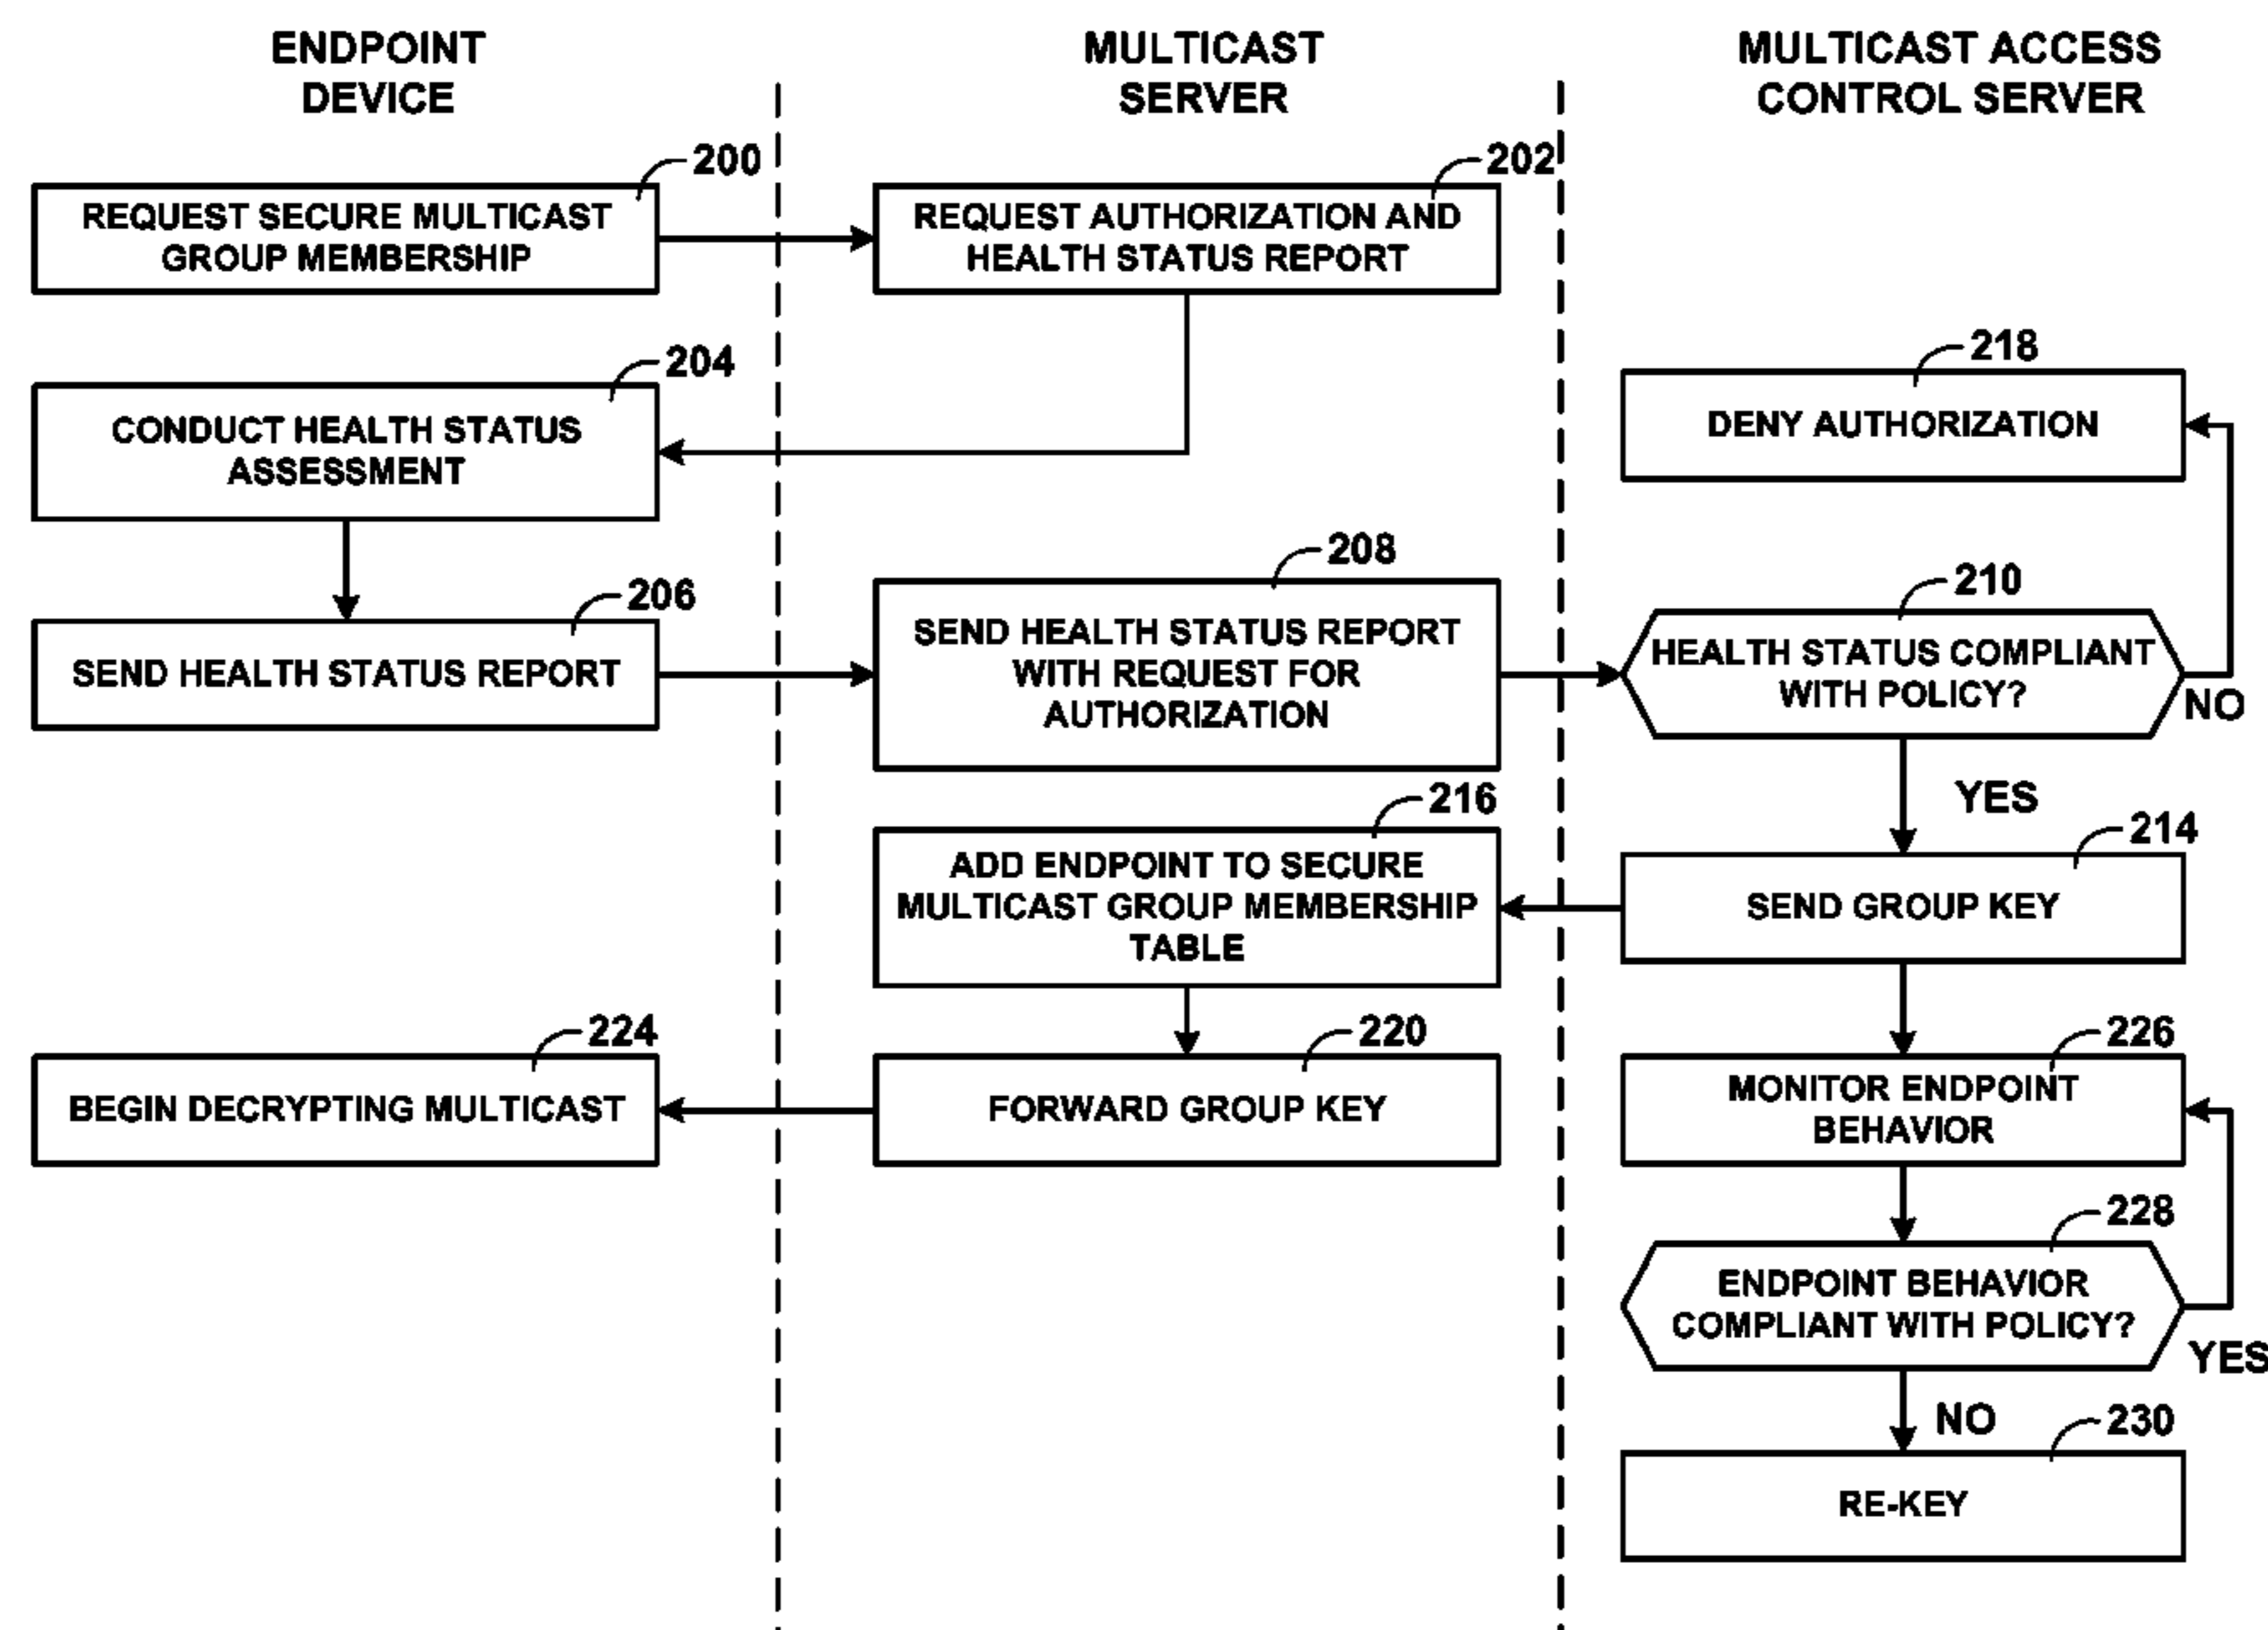 ENDPOINT
DEVICE
MULTICAST
SERVER
MULTICAST ACCESS
CONTROL SERVER
200
REQUEST SECURE MULTICAST
GROUP MEMBERSHIP
202
REQUEST AUTHORIZATION AND
HEALTH STATUS REPORT
204
CONDUCT HEALTH STATUS
ASSESSMENT
218
DENY AUTHORIZATION
206
SEND HEALTH STATUS REPORT
208
SEND HEALTH STATUS REPORT
WITH REQUEST FOR
AUTHORIZATION
210
HEALTH STATUS COMPLIANT
WITH POLICY?
NO
YES
216
ADD ENDPOINT TO SECURE
MULTICAST GROUP MEMBERSHIP
TABLE
214
SEND GROUP KEY
224
BEGIN DECRYPTING MULTICAST
220
FORWARD GROUP KEY
226
MONITOR ENDPOINT
BEHAVIOR
228
ENDPOINT BEHAVIOR
COMPLIANT WITH POLICY?
YES
NO
230
RE-KEY